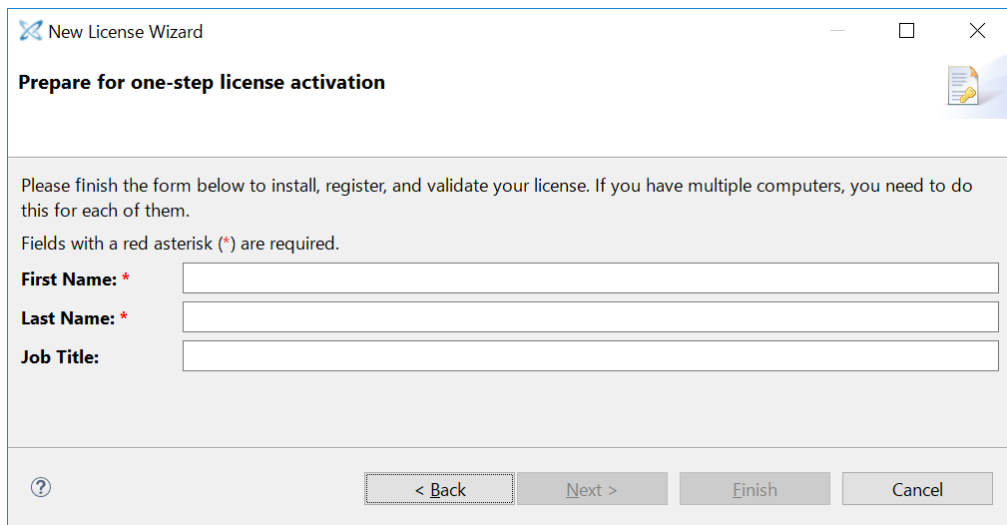 New License Wizard
Prepare for one-step license activation
Please finish the form below to install, register, and validate your license. If you have multiple computers, you need to do
this for each of them.
Fields with a red asterisk (*) are required.
First Name: *
Last Name: *
Job Title:
?
< Back
Next >
Finish
Cancel